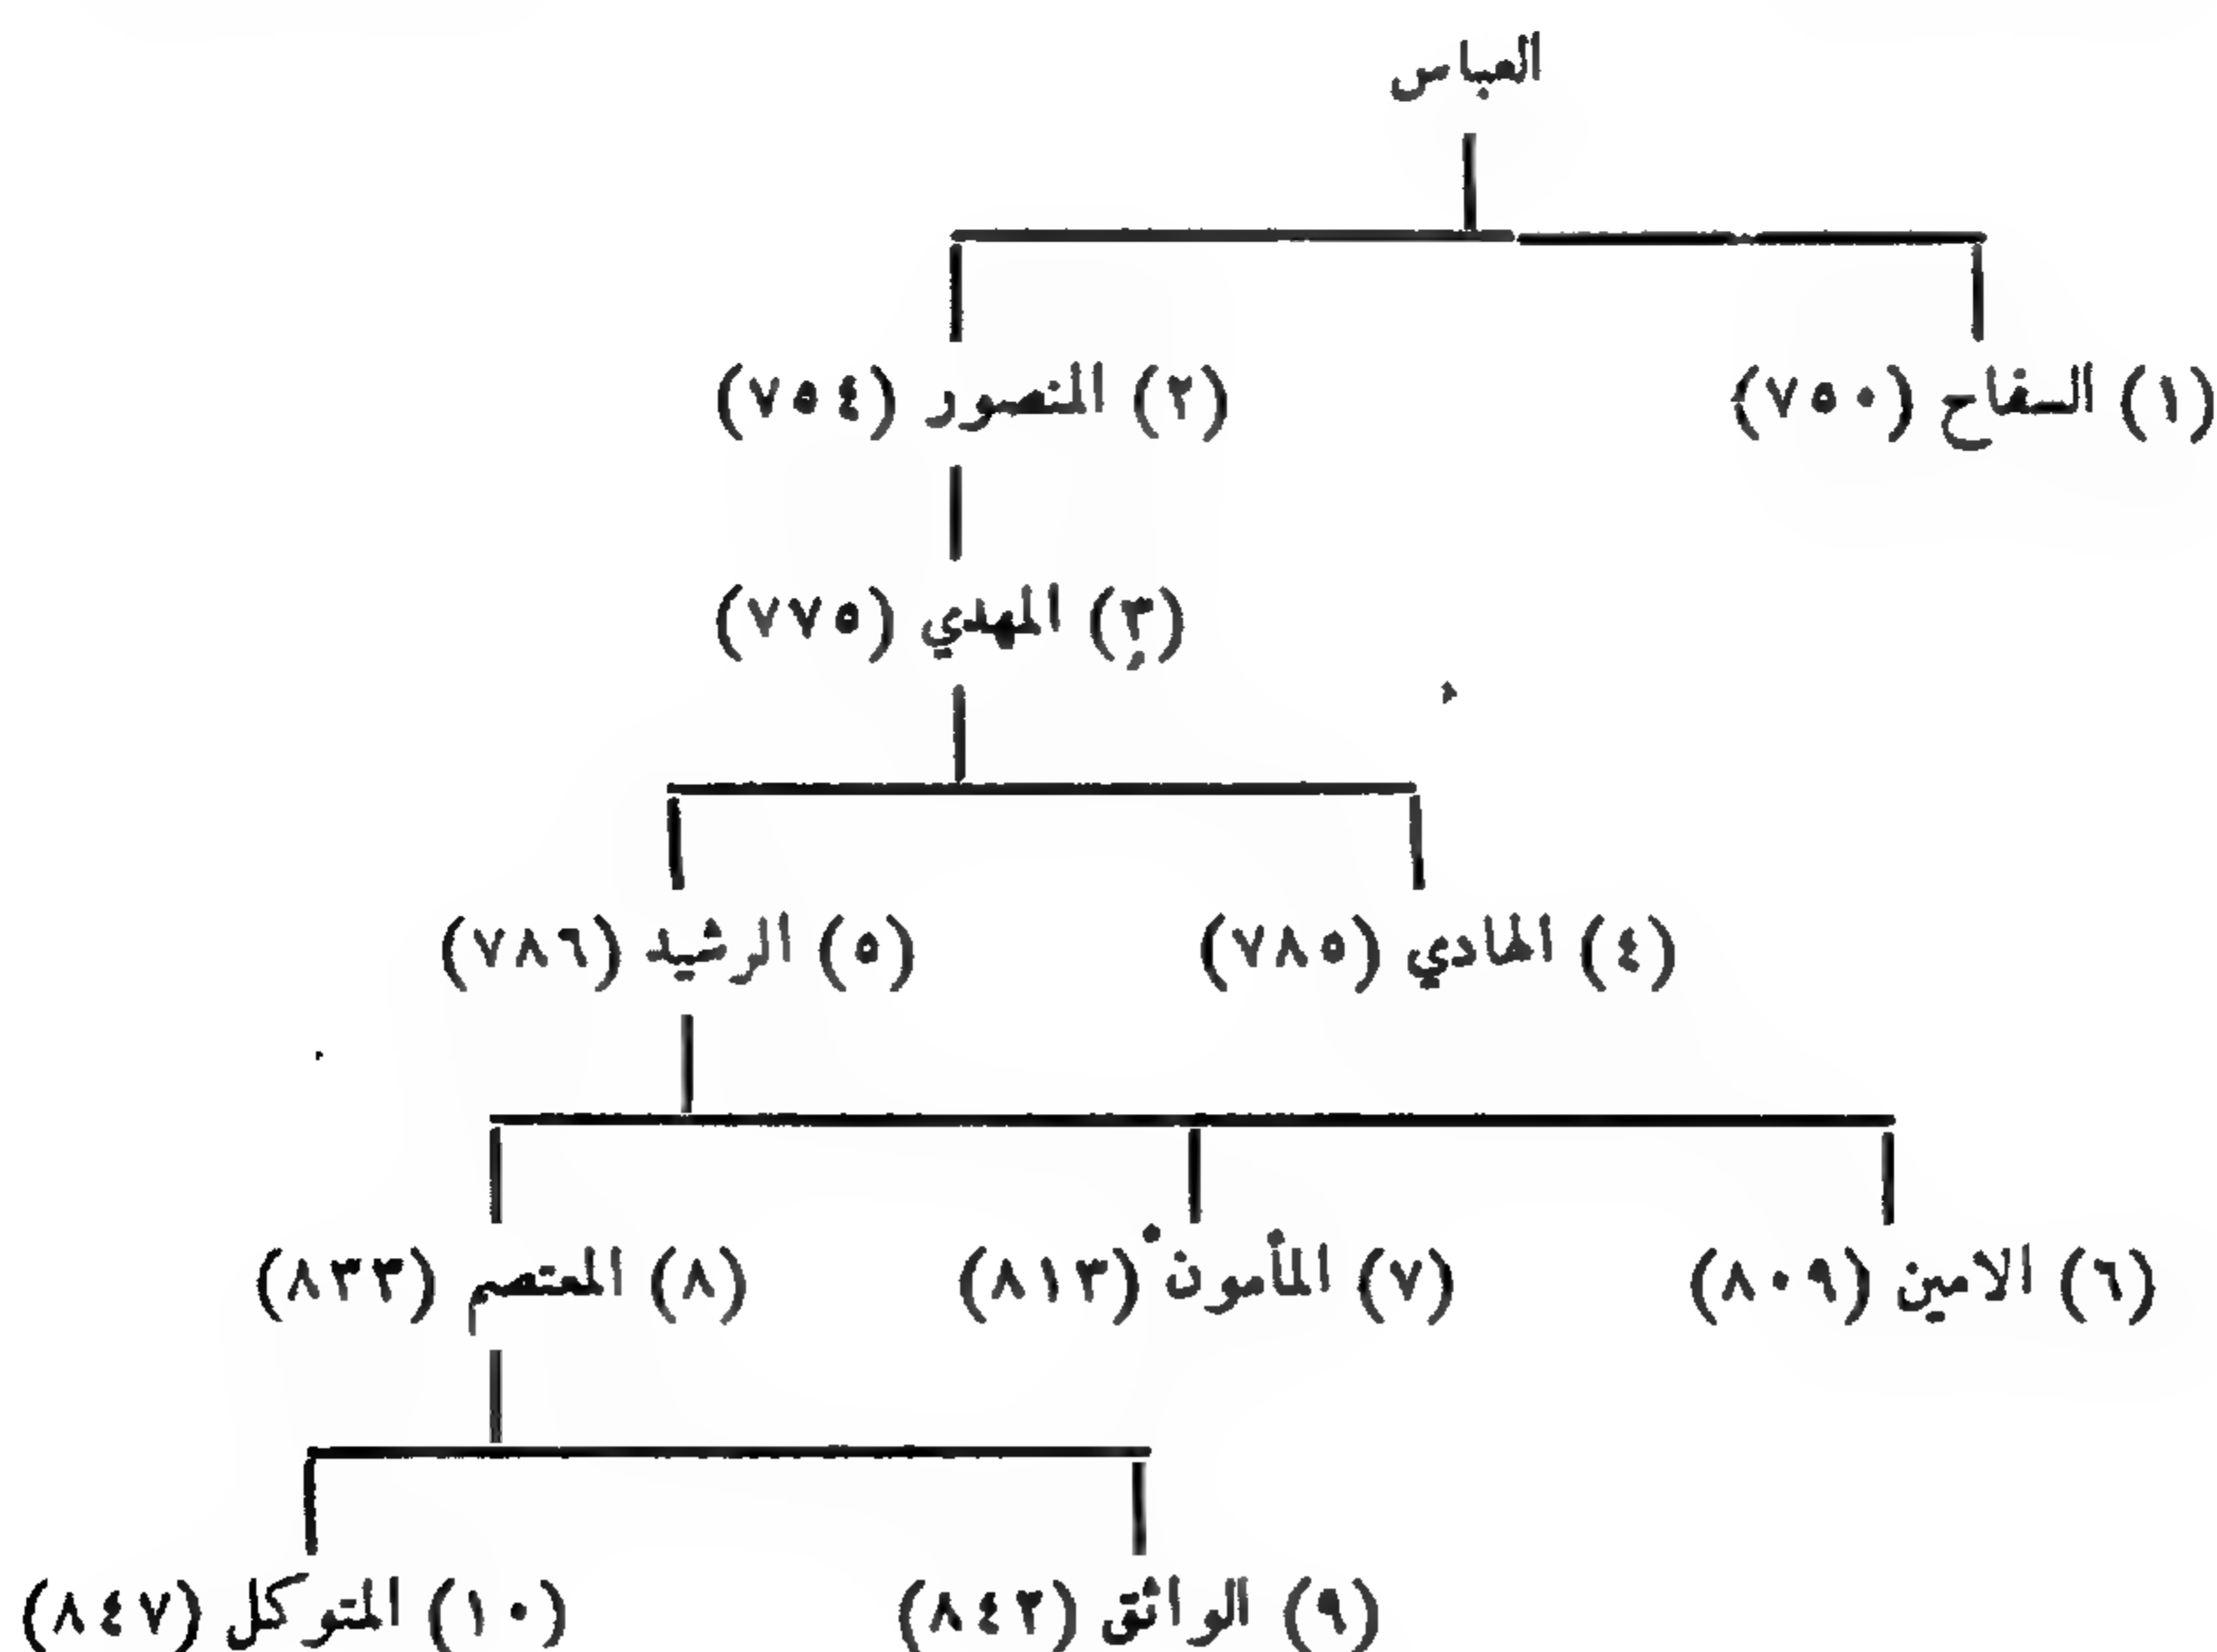 العباس
(١) السفاح (٧٥٠) (٢) المنصور (٧٥٤)
(٣) المهدي (٧٧٥)
(٤) الهادي (٧٨٥) (٥) الرشيد (٧٨٦)
(٦) الامين (٨٠٩) (٧) المأمون (٨١٣) (٨) المعتصم (٨٣٣)
(٩) الواثق (٨٤٢) (١٠) المتوكل (٨٤٧)